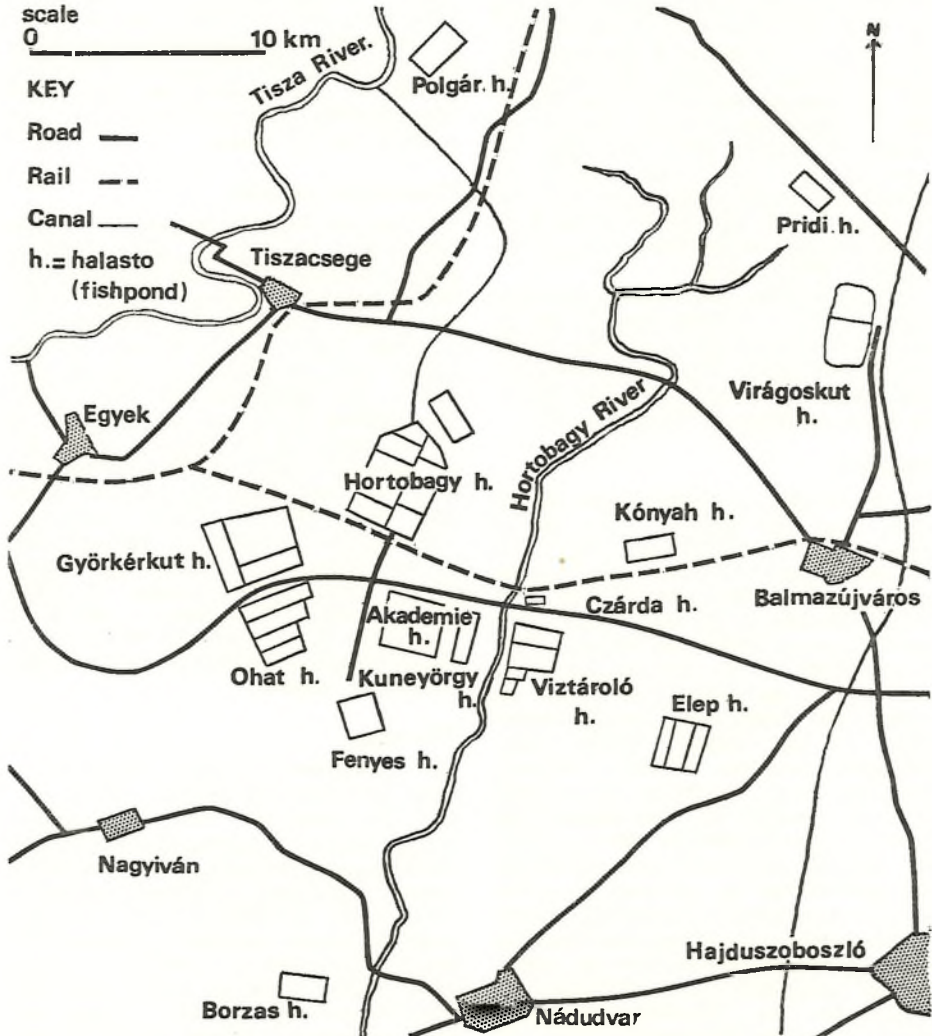 scale
0 10 km
KEY
Road
Rail
Canal
h.= halasto
(fishpond)
N
Tisza River.
Polgár. h.
Pridi. h.
Tiszacsege
Virágoskut
h.
Egyek
Hortobagy River
Hortobagy h.
Kónyah h.
Györkérkut h.
Czárda h.
Balmazújváros
Akademie
h.
Ohat h.
Kuneyörgy
h.
Viztároló
h.
Elep h.
Fenyes h.
Nagyiván
Hajduszoboszló
Borzas h.
Nádudvar